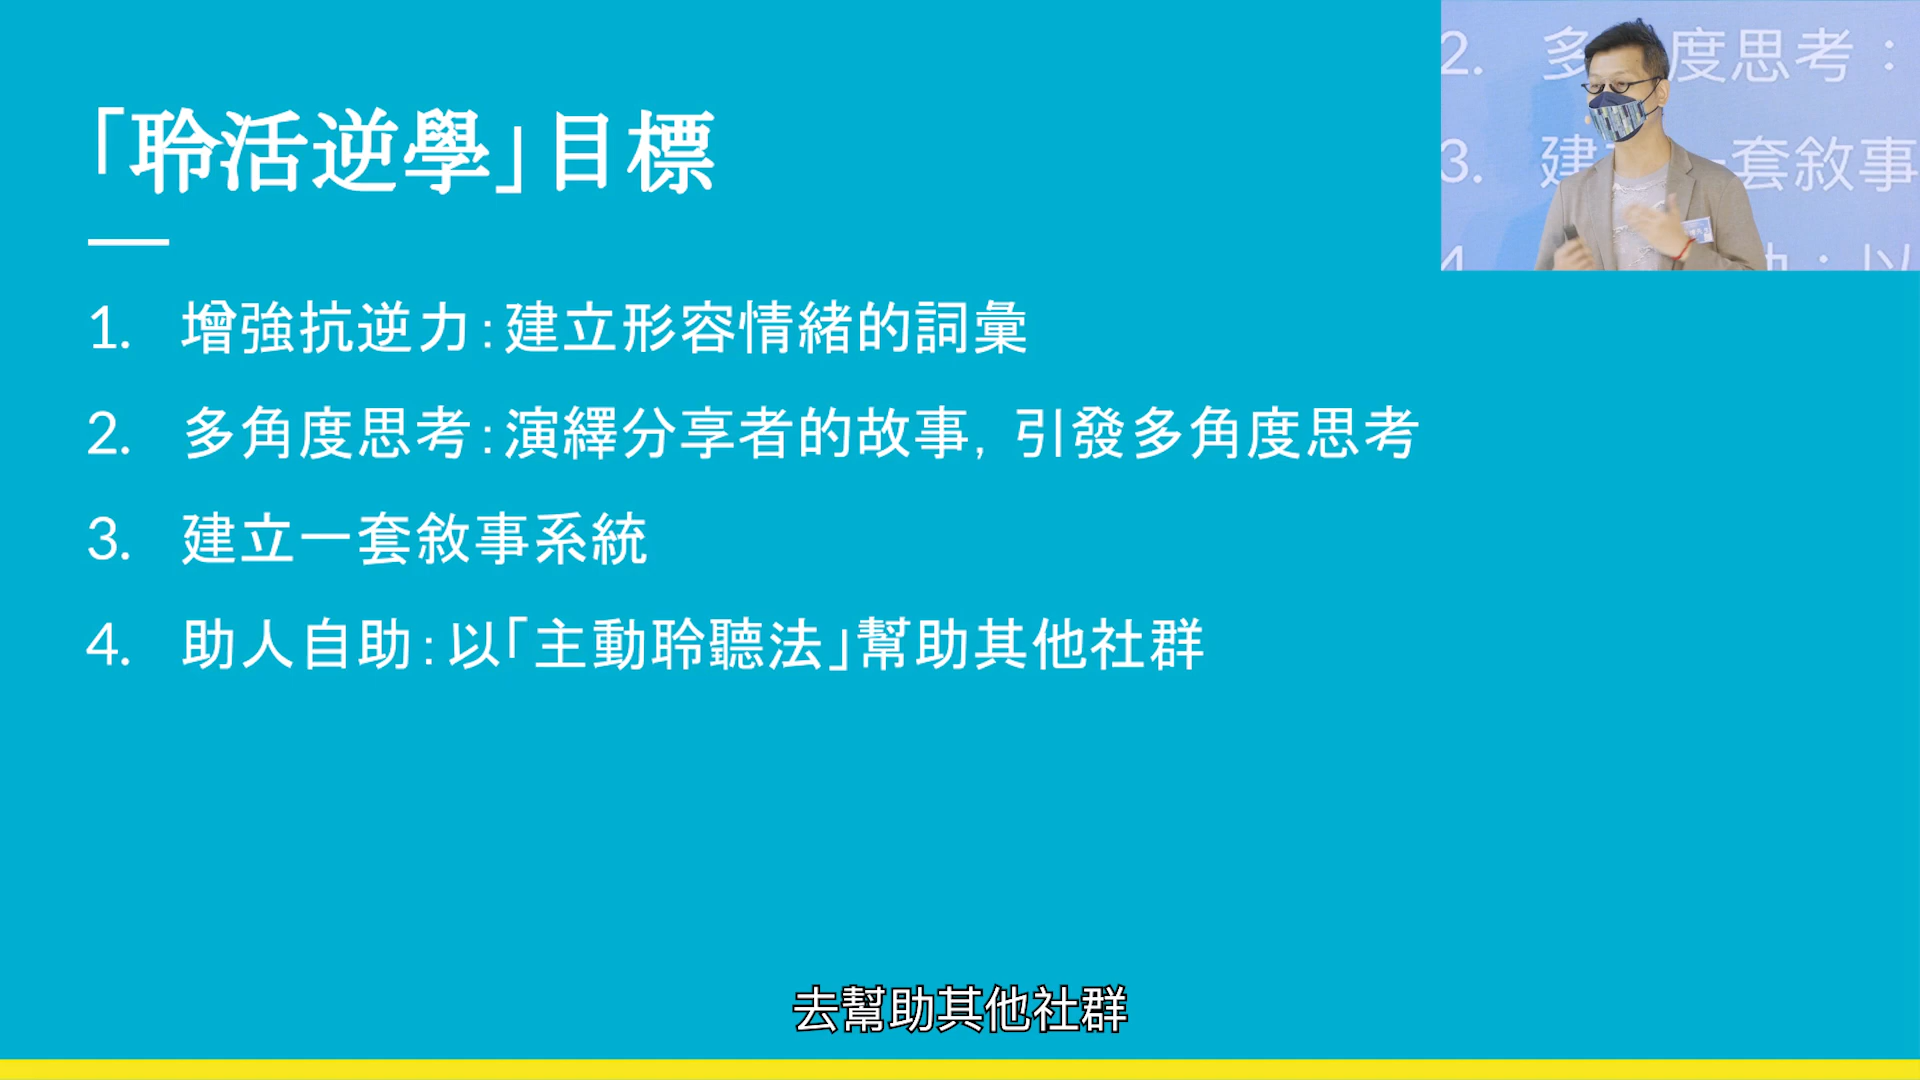 「聆活逆學」目標
1. 增強抗逆力：建立形容情緒的詞彙
2. 多角度思考：演繹分享者的故事，引發多角度思考
3. 建立一套敘事系統
4. 助人自助：以「主動聆聽法」幫助其他社群
2. 多 度思考：
3. 建 一套敘事
4. ：以
去幫助其他社群